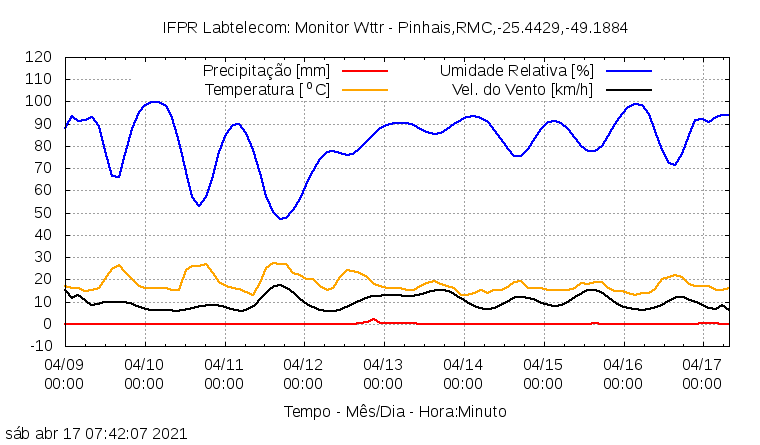 IFPR Labtelecom: Monitor Wttr - Pinhais,RMC,-25.4429,-49.1884
120
110
100
90
80
70
60
50
40
30
20
10
0
-10
Precipitação [mm]
Temperatura [⁰C]
Umidade Relativa [%]
Vel. do Vento [km/h]
04/09 04/10 04/11 04/12 04/13 04/14 04/15 04/16 04/17
00:00 00:00 00:00 00:00 00:00 00:00 00:00 00:00 00:00
Tempo - Mês/Dia - Hora:Minuto
sáb abr 17 07:42:07 2021